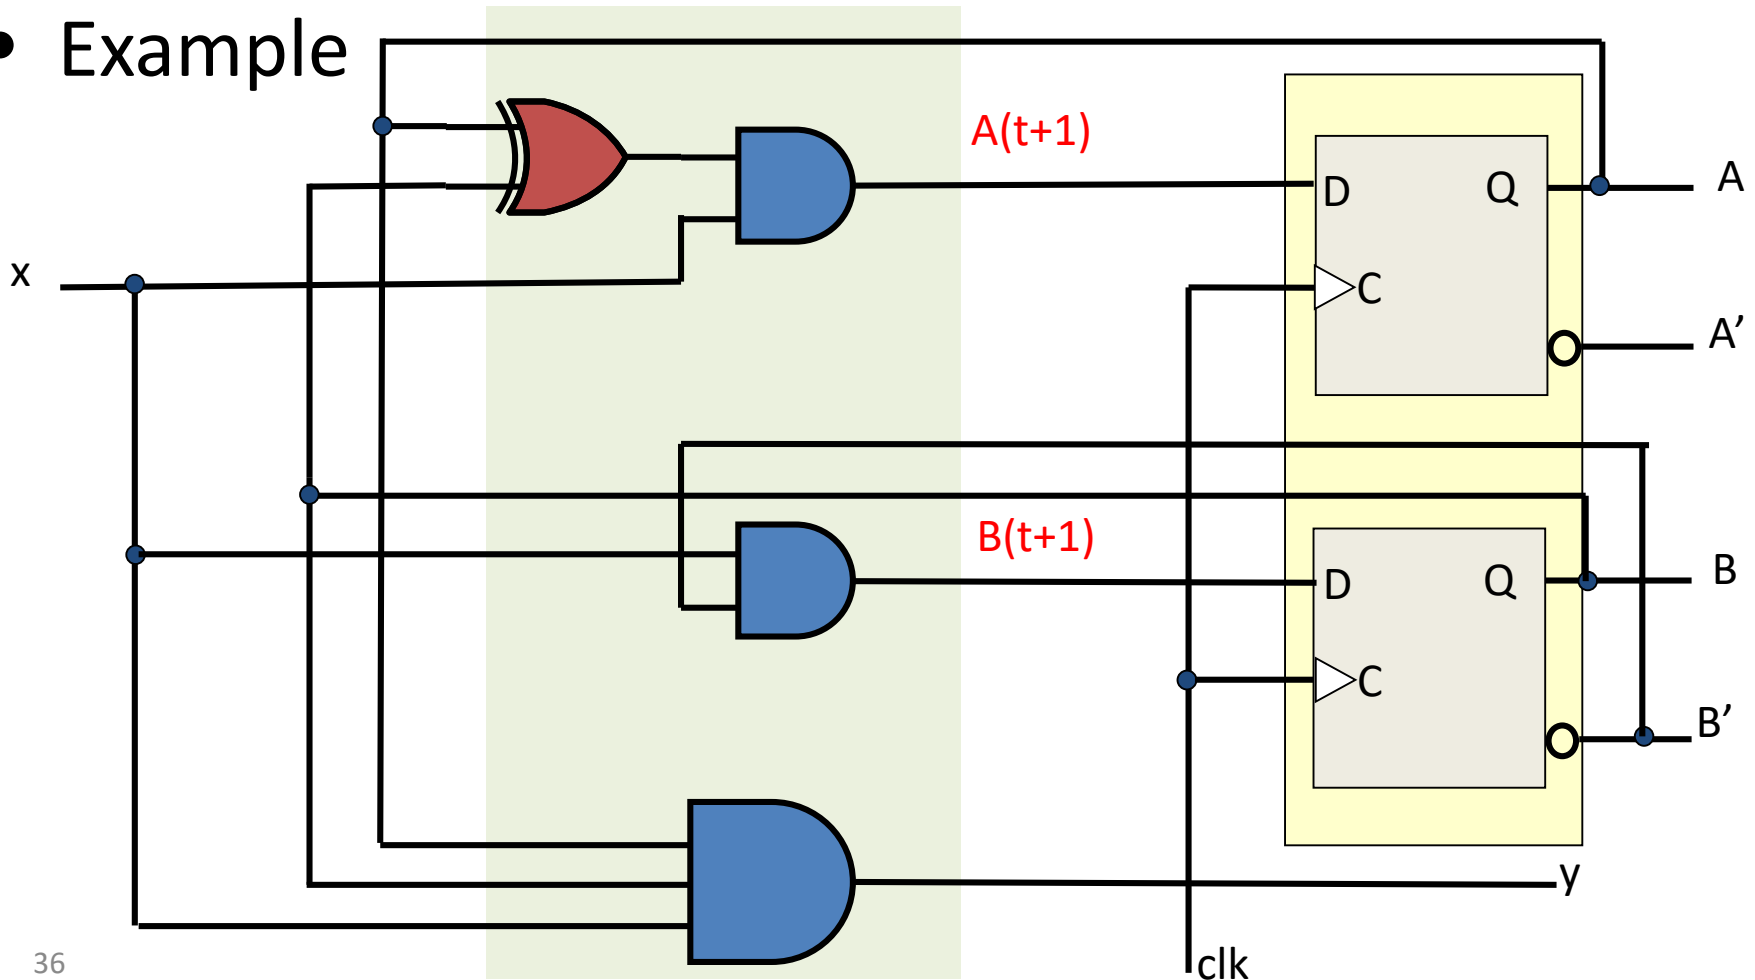 • Example
A(t+1)
A
D Q
x
C
A’
B(t+1)
B
D Q
C
B’
y
36
clk